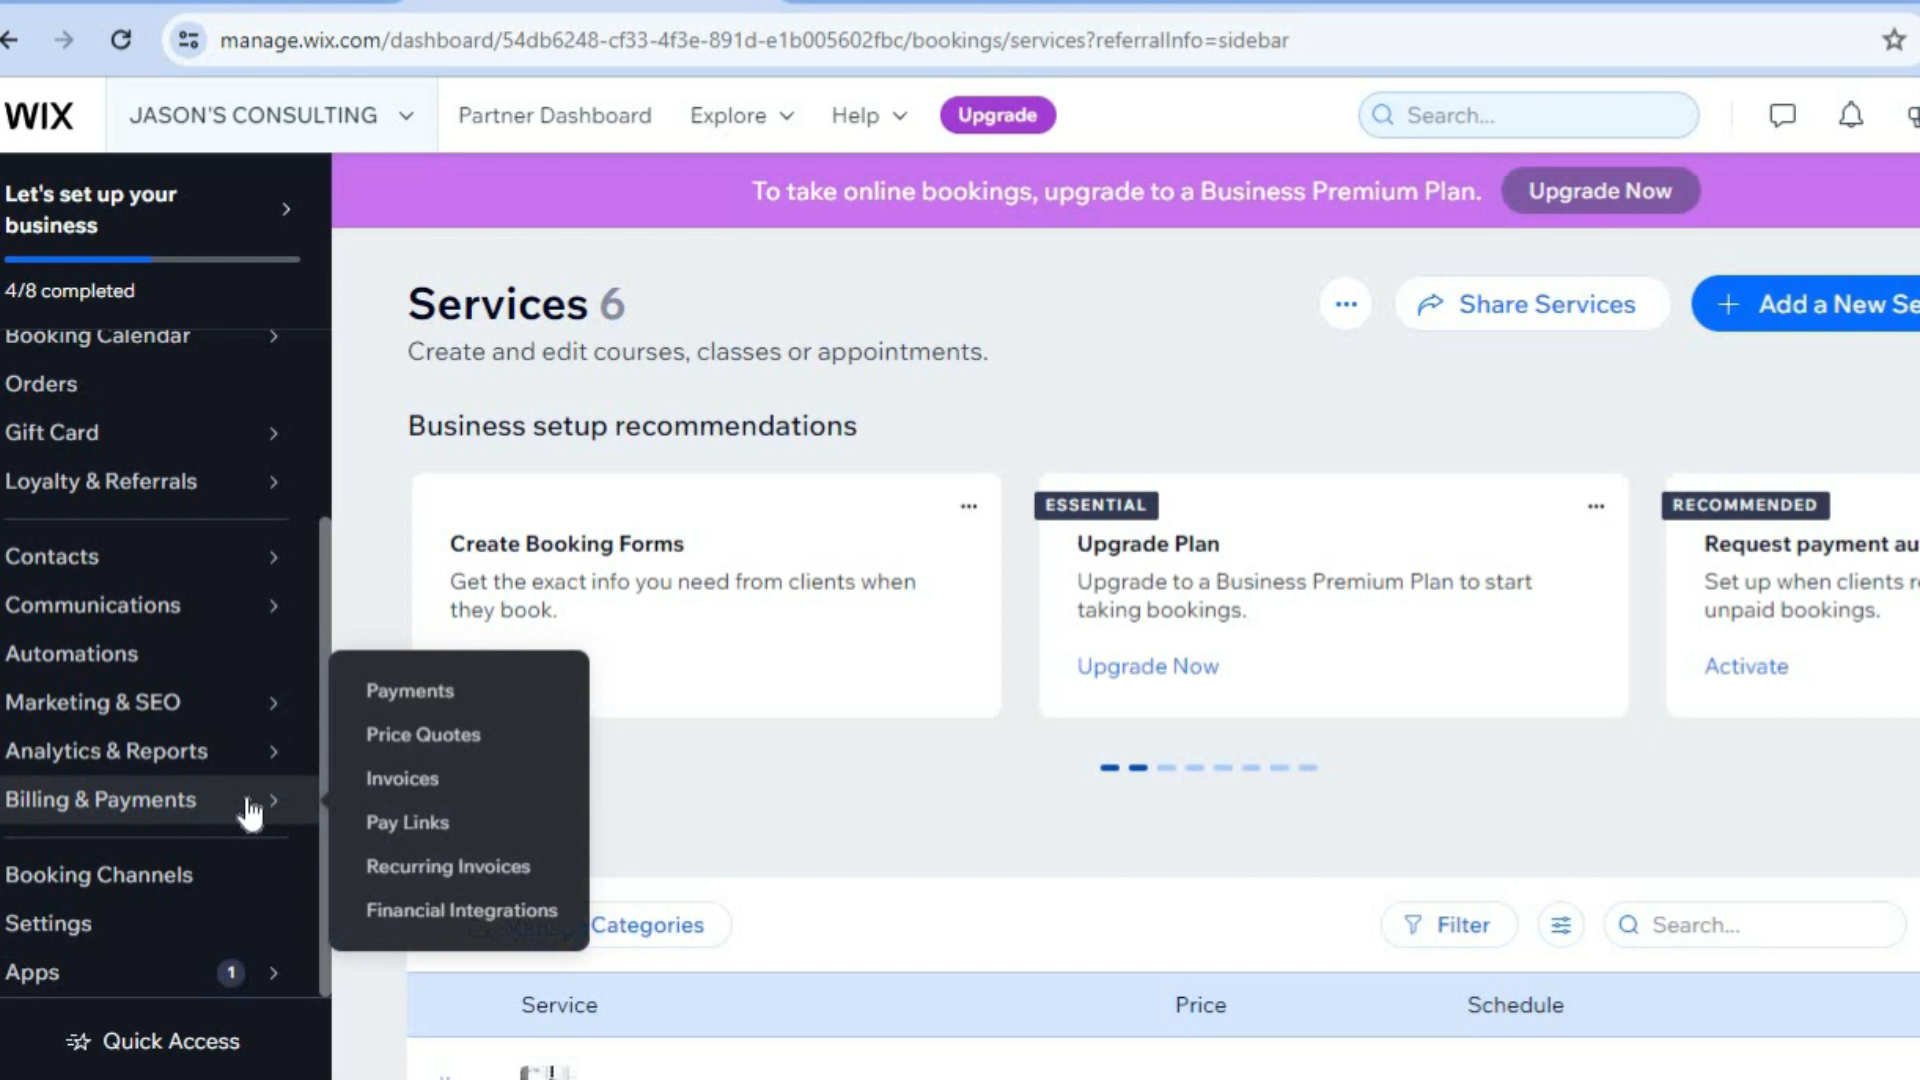 manage.wix.com/dashboard/54db6248-cf33-4f3e-891d-e1b005602fbc/bookings/services?referralInfo=sidebar
WIX
JASON'S CONSULTING
Partner Dashboard
Explore
Help
Upgrade
Search...
Let's set up your
business
4/8 completed
Booking Calendar
Orders
Gift Card
Loyalty & Referrals
Contacts
Communications
Automations
Marketing & SEO
Analytics & Reports
Billing & Payments
Booking Channels
Settings
Apps 1
Quick Access
Payments
Price Quotes
Invoices
Pay Links
Recurring Invoices
Financial Integrations
To take online bookings, upgrade to a Business Premium Plan.
Upgrade Now
Services 6
Share Services
Add a New Se
Create and edit courses, classes or appointments.
Business setup recommendations
Create Booking Forms
Get the exact info you need from clients when
they book.
ESSENTIAL
Upgrade Plan
Upgrade to a Business Premium Plan to start
taking bookings.
Upgrade Now
RECOMMENDED
Request payment au
Set up when clients r
unpaid bookings.
Activate
Categories
Filter
Search...
Service
Price
Schedule